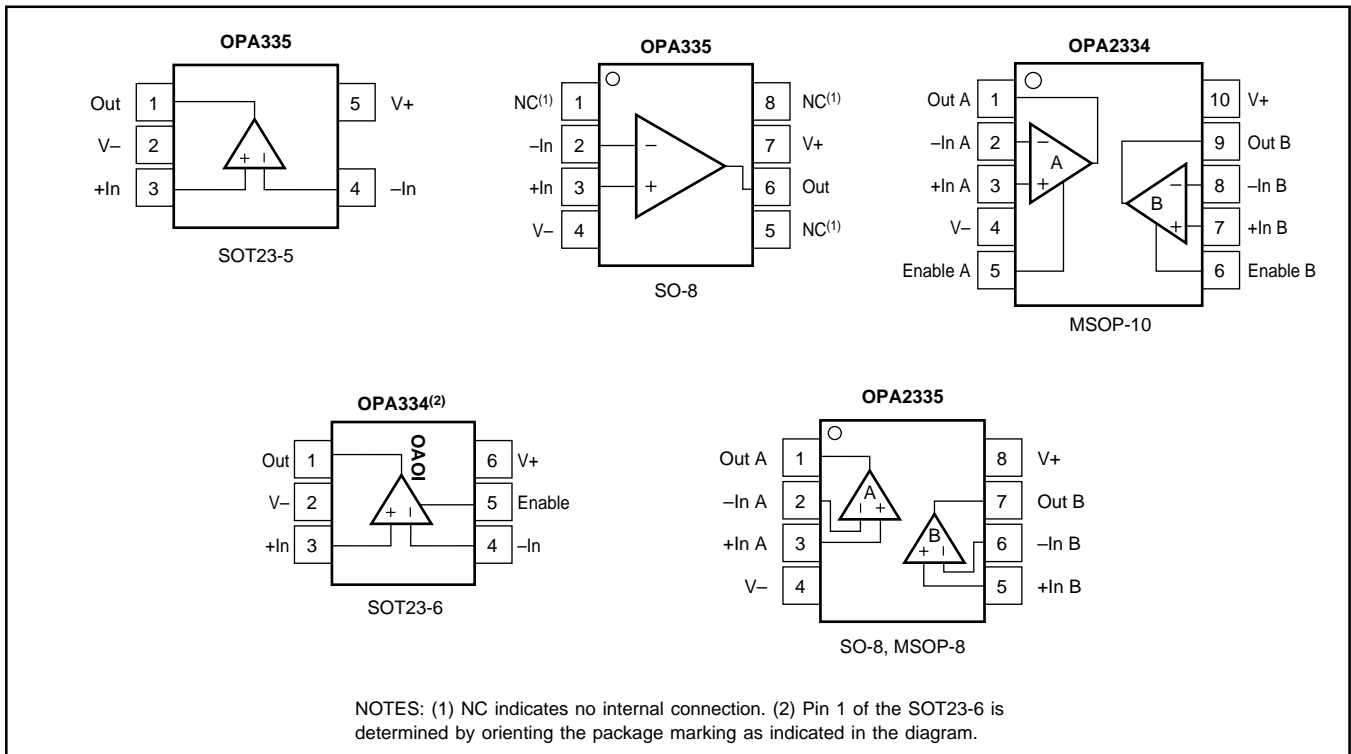 OPA335
Out 1
5 V+
V– 2
+In 3
4 –In
+ –
SOT23-5
OPA335
NC(1) 1
8 NC(1)
–In 2
–
7 V+
+In 3
+
6 Out
V– 4
5 NC(1)
SO-8
OPA2334
Out A 1
10 V+
–In A 2
–
A
9 Out B
+In A 3
+
–
B
8 –In B
V– 4
+
7 +In B
Enable A 5
6 Enable B
MSOP-10
OPA334(2)
OAOI
Out 1
6 V+
V– 2
5 Enable
+In 3
+ –
4 –In
SOT23-6
OPA2335
Out A 1
8 V+
–In A 2
A
– +
7 Out B
+In A 3
B
+ –
6 –In B
V– 4
5 +In B
SO-8, MSOP-8
NOTES: (1) NC indicates no internal connection. (2) Pin 1 of the SOT23-6 is
determined by orienting the package marking as indicated in the diagram.